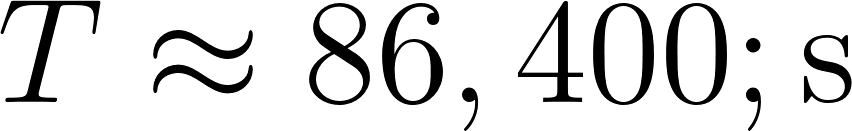 T ≈ 86, 400; s